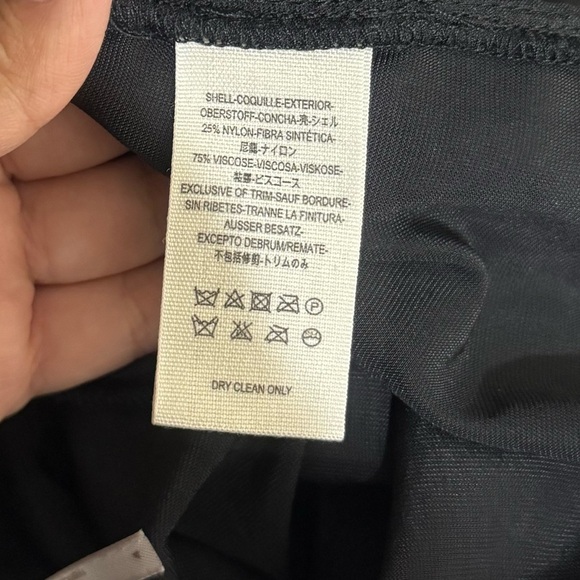 SHELL-COQUILLE-EXTERIOR-
OBERSTOFF-CONCHA-売-シェル
25% NYLON-FIBRA SINTÉTICA-
尼龍-ナイロン
75% VISCOSE-VISCOSA-VISKOSE-
粘膠-ビスコース
EXCLUSIVE OF TRIM-SAUF BORDURE-
SIN RIBETES-TRANNE LA FINITURA-
AUSSER BESATZ-
EXCEPTO DEBRUM/REMATE-
不包括修剪-トリムのみ
P
DRY CLEAN ONLY